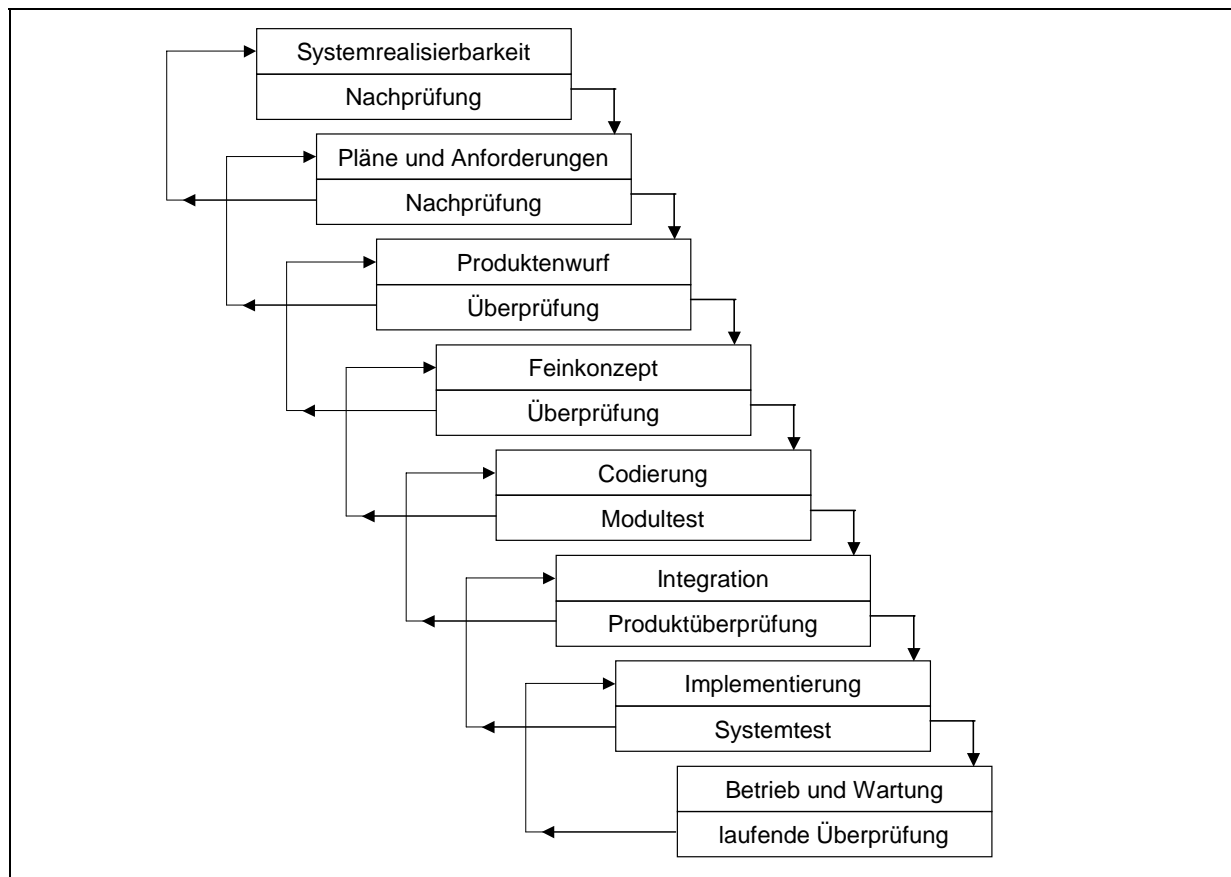 Systemrealisierbarkeit
Nachprüfung
Pläne und Anforderungen
Nachprüfung
Produktenwurf
Überprüfung
Feinkonzept
Überprüfung
Codierung
Modultest
Integration
Produktüberprüfung
Implementierung
Systemtest
Betrieb und Wartung
laufende Überprüfung